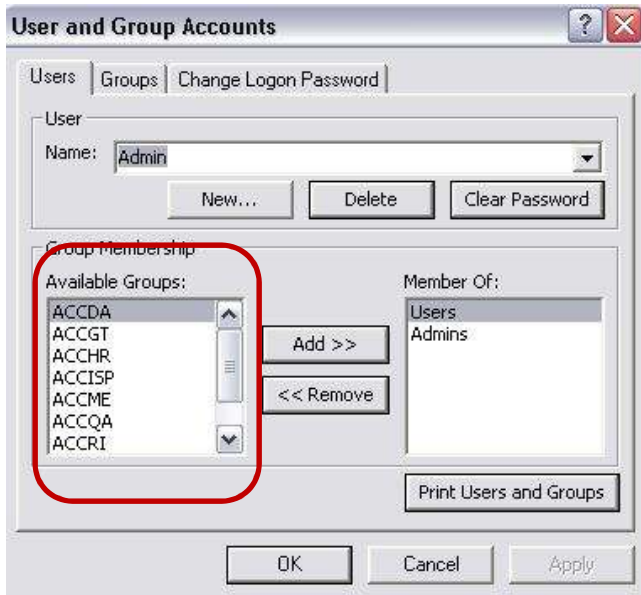 User and Group Accounts
Users Groups Change Logon Password
User
Name: Admin
New... Delete Clear Password
Group Membership
Available Groups:
ACCDA
ACCGT
ACCHR
ACCISP
ACCME
ACCQA
ACCRI
Add >>
<< Remove
Member Of:
Users
Admins
Print Users and Groups
OK Cancel Apply